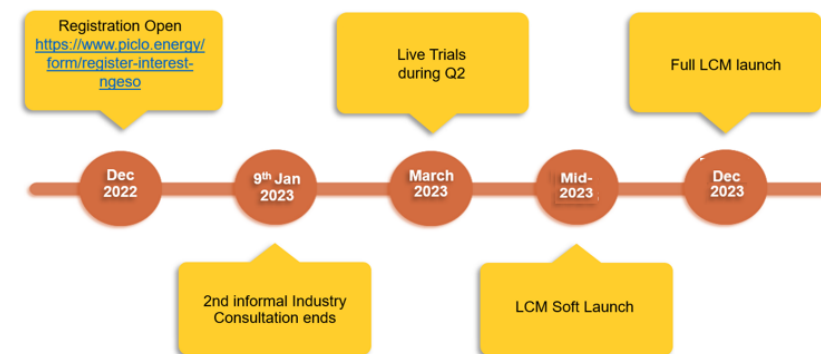 Registration Open
https://www.piclo.energy/
form/register-interest-
ngeso
Live Trials
during Q2
Full LCM launch
Dec
2022
9th Jan
2023
March
2023
Mid-
2023
Dec
2023
2nd informal Industry
Consultation ends
LCM Soft Launch